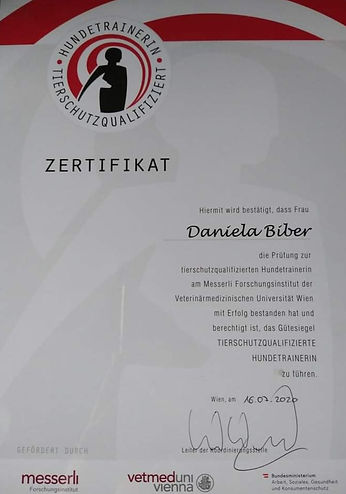 HUNDETRAINERIN
TIERSCHUTZQUALIFIZIERT
ZERTIFIKAT
Hiermit wird bestätigt, dass Frau
Daniela Biber
die Prüfung zur
tierschutzqualifizierten Hundetrainerin
am Messerli Forschungsinstitut der
Veterinärmedizinischen Universität Wien
mit Erfolg bestanden hat und
berechtigt ist, das Gütesiegel
TIERSCHUTZQUALIFIZIERTE
HUNDETRAINERIN
zu führen.
Wien, am 16.07.2020
Leiter der Koordinierungsstelle
GEFÖRDERT DURCH
messerli
Forschungsinstitut
vetmeduni
vienna
Bundesministerium
Arbeit, Soziales, Gesundheit
und Konsumentenschutz